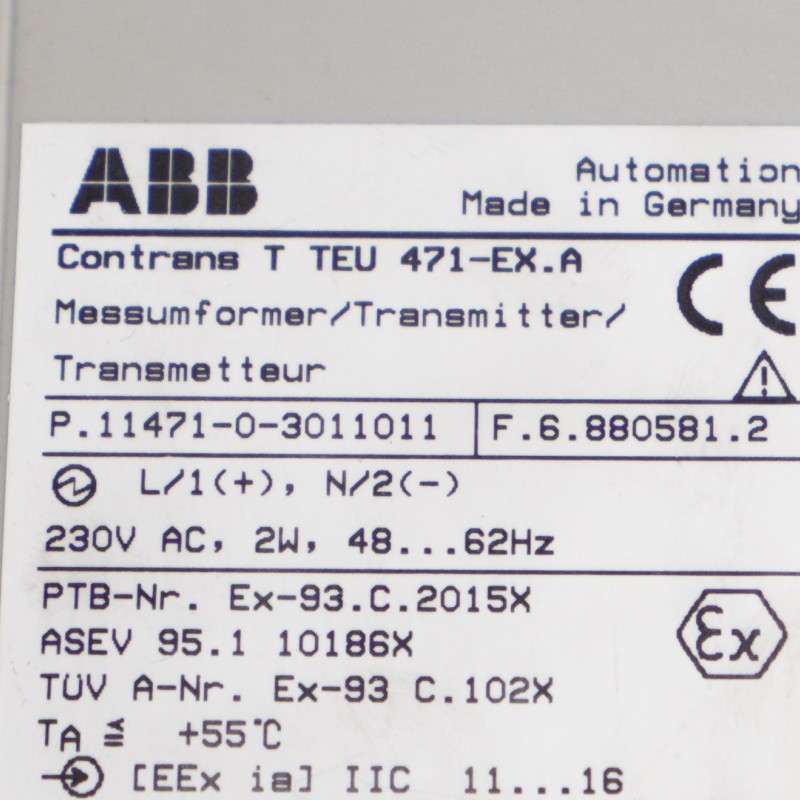 ABB
Automation
Made in Germany
Contrans T TEU 471-EX.A
CE
Messumformer/Transmitter/
Transmetteur
P.11471-0-3011011 F.6.880581.2
L/1(+), N/2(-)
230V AC, 2W, 48...62Hz
PTB-Nr. Ex-93.C.2015X
ASEV 95.1 10186X
TÜV A-Nr. Ex-93 C.102X
εx
TA ≦ +55°C
[EEx ia] IIC 11...16